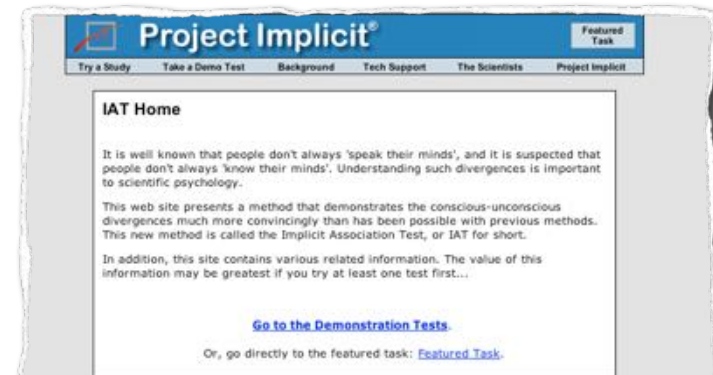 Project Implicit®
Featured
Task
Try a Study Take a Demo Test Background Tech Support The Scientists Project Implicit
IAT Home
It is well known that people don't always 'speak their minds', and it is suspected that
people don't always 'know their minds'. Understanding such divergences is important
to scientific psychology.
This web site presents a method that demonstrates the conscious-unconscious
divergences much more convincingly than has been possible with previous methods.
This new method is called the Implicit Association Test, or IAT for short.
In addition, this site contains various related information. The value of this
information may be greatest if you try at least one test first...
Go to the Demonstration Tests.
Or, go directly to the featured task: Featured Task.